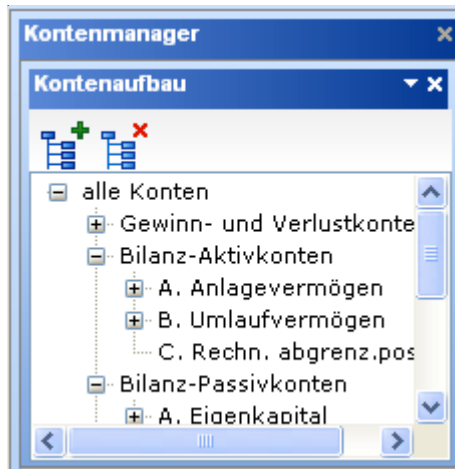 Kontenmanager
Kontenaufbau
alle Konten
Gewinn- und Verlustkonte
Bilanz-Aktivkonten
A. Anlagevermögen
B. Umlaufvermögen
C. Rechn. abgrenz.pos
Bilanz-Passivkonten
A. Eigenkapital